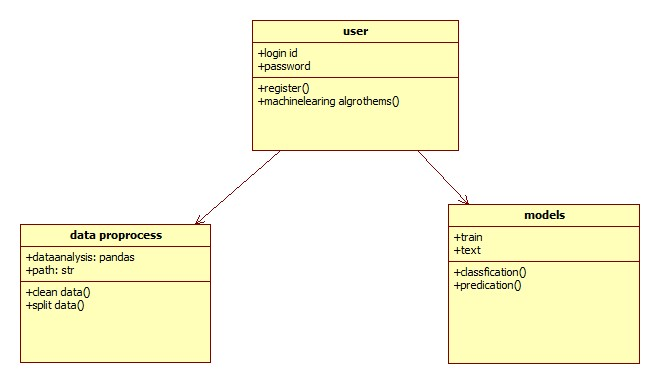 user
+login id
+password
+register()
+machinelearing algrothems()
data proprocess
+dataanalysis: pandas
+path: str
+clean data()
+split data()
models
+train
+text
+classfication()
+predication()